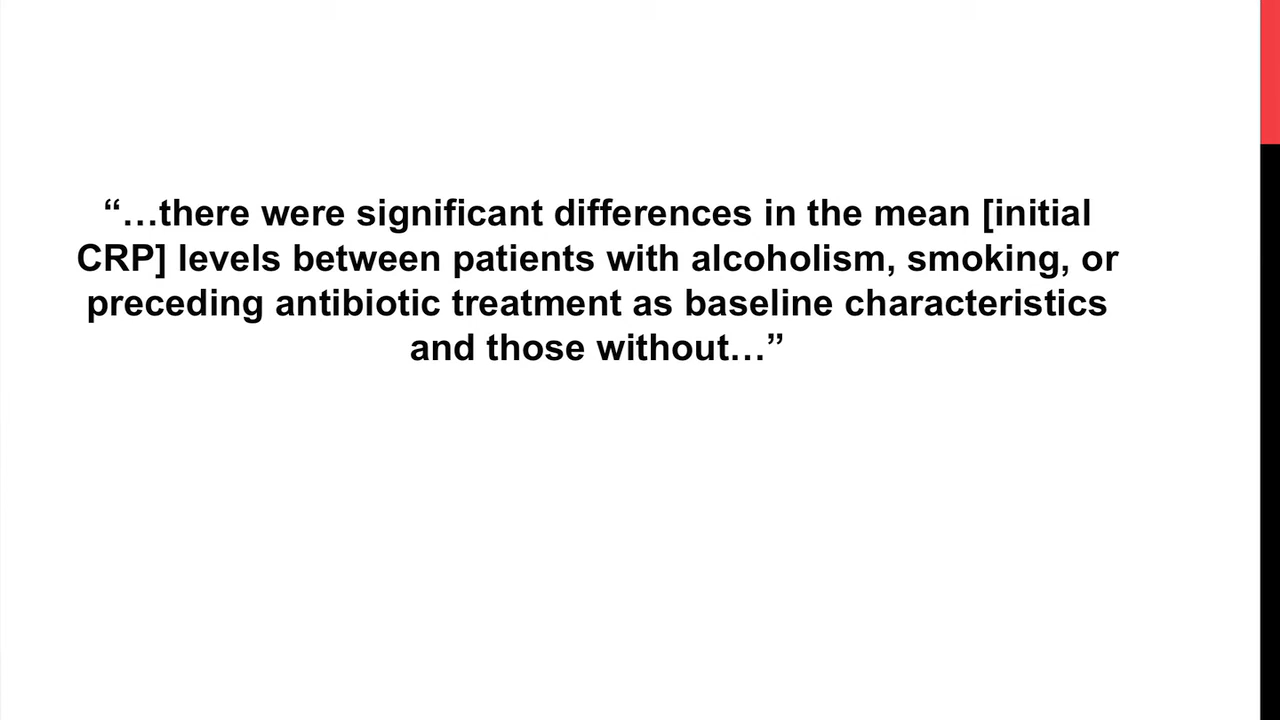 “…there were significant differences in the mean [initial
CRP] levels between patients with alcoholism, smoking, or
preceding antibiotic treatment as baseline characteristics
and those without…”